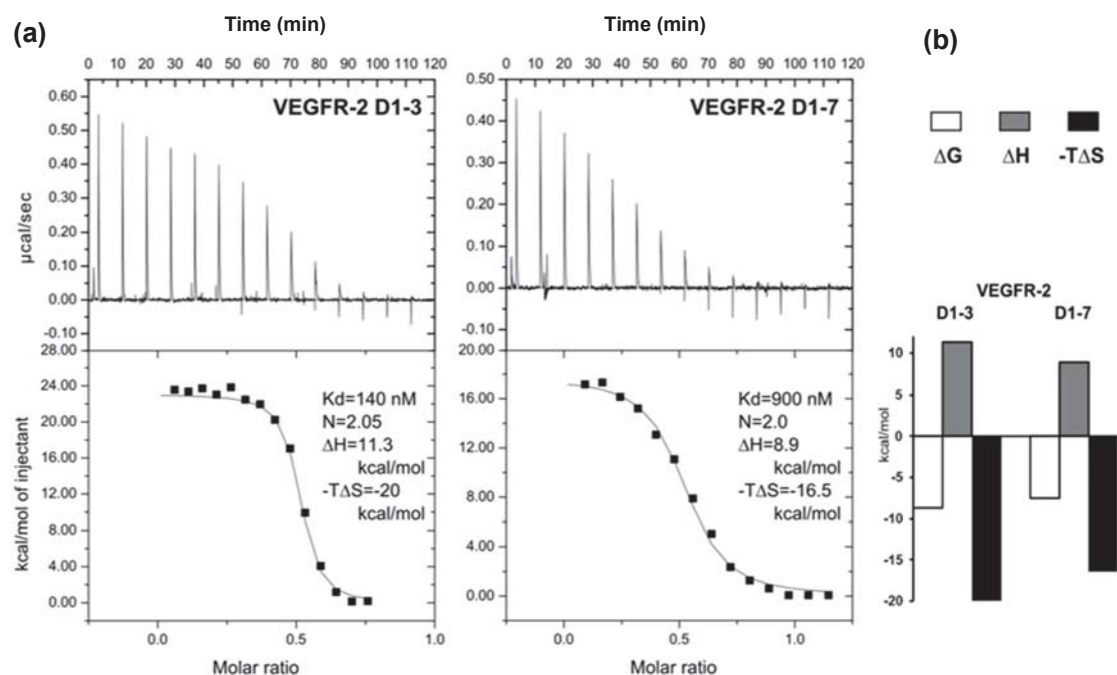 (a)
Time (min)
0 10 20 30 40 50 60 70 80 90 100 110 120
VEGFR-2 D1-3
0.60
0.50
0.40
0.30
0.20
0.10
0.00
-0.10
µcal/sec
28.00
24.00
20.00
16.00
12.00
8.00
4.00
0.00
kcal/mol of injectant
Kd=140 nM
N=2.05
ΔH=11.3
kcal/mol
-TΔS=-20
kcal/mol
0.0 0.5 1.0
Molar ratio
Time (min)
0 10 20 30 40 50 60 70 80 90 100 110 120
VEGFR-2 D1-7
0.50
0.40
0.30
0.20
0.10
0.00
-0.10
20.00
16.00
12.00
8.00
4.00
0.00
Kd=900 nM
N=2.0
ΔH=8.9
kcal/mol
-TΔS=-16.5
kcal/mol
0.0 0.5 1.0
Molar ratio
(b)
ΔG ΔH -TΔS
VEGFR-2
D1-3 D1-7
10
5
0
-5
-10
-15
-20
kcal/mol